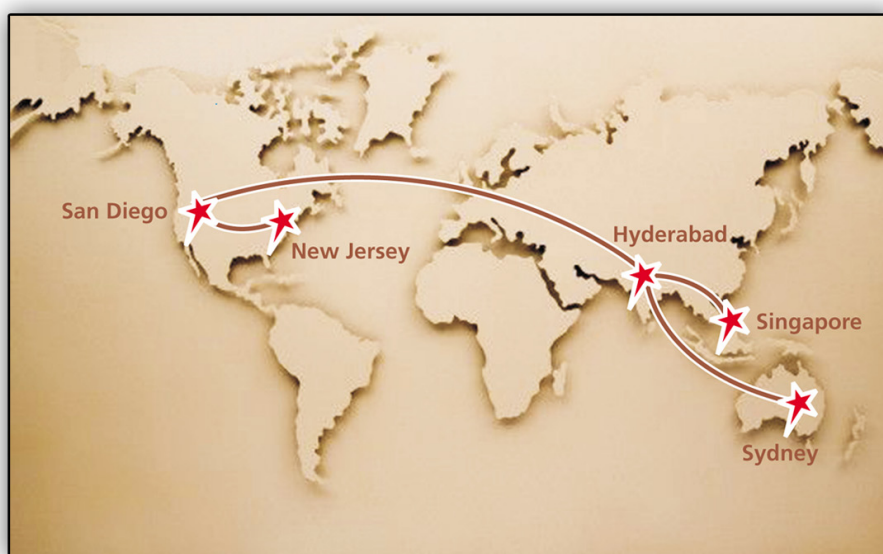 San Diego
New Jersey
Hyderabad
Singapore
Sydney